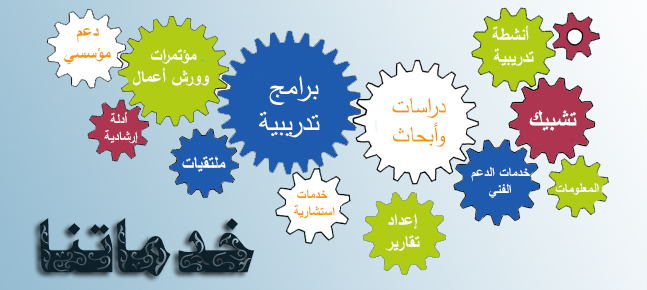 دعم
مؤسسي
مؤتمرات
وورش أعمال
أدلة
إرشادية
ملتقيات
برامج
تدريبية
خدمات
استشارية
دراسات
وأبحاث
إعداد
تقارير
أنشطة
تدريبية
تشبيك
خدمات الدعم
الفني
المعلومات
خدماتنا